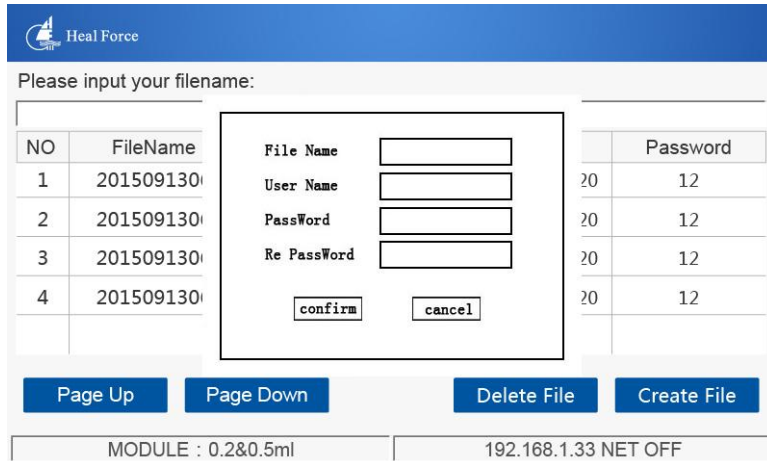 Heal Force
Please input your filename:
NO FileName Password
1 201509130 20 12
2 201509130 20 12
3 201509130 20 12
4 201509130 20 12
File Name
User Name
PassWord
Re PassWord
confirm cancel
Page Up Page Down Delete File Create File
MODULE : 0.2&0.5ml 192.168.1.33 NET OFF